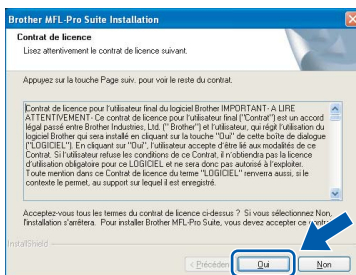 Brother MFL-Pro Suite Installation
Contrat de licence
Lisez attentivement le contrat de licence suivant.
Appuyez sur la touche Page suiv. pour voir le reste du contrat.
Contrat de licence pour l'utilisateur final du logiciel Brother IMPORTANT- A LIRE
ATTENTIVEMENT- Ce contrat de licence pour l'utilisateur final ("Contrat") est un accord
légal passé entre Brother Industries, Ltd. (" Brother") et l'utilisateur, qui régit l'utilisation du
logiciel Brother qui sera installé en cliquant sur la touche "Oui" de cette boîte de dialogue
("LOGICIEL"). En cliquant sur "Oui", l'utilisateur accepte d'être lié aux modalités de ce
Contrat. Si l'utilisateur refuse les conditions de ce Contrat, il n'obtiendra pas la licence
d'utilisation obligatoire pour ce LOGICIEL et ne sera donc pas autorisé à l'exploiter.
Toute mention dans ce Contrat de licence du terme "LOGICIEL" renverra aussi, si le
contexte le permet, au support sur lequel il est enregistré.
Acceptez-vous tous les termes du contrat de licence ci-dessus ? Si vous sélectionnez Non,
l'installation s'arrêtera. Pour installer Brother MFL-Pro Suite, vous devez accepter ce
InstallShield
< Précéden
Oui
Non